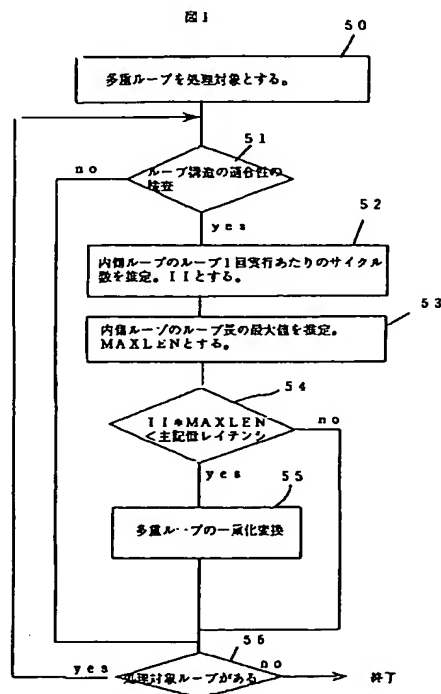 図1
50
多重ループを処理対象とする。
51
no
ループ構造の適合性の
検査
yes
52
内側ループのループ1回実行あたりのサイクル
数を推定。IIとする。
53
内側ループのループ長の最大値を推定。
MAXLENとする。
54
II*MAXLEN
<主記憶レイテンシ
no
yes
55
多重ループの一重化変換
56
yes
処理対象ループがある
no
終了